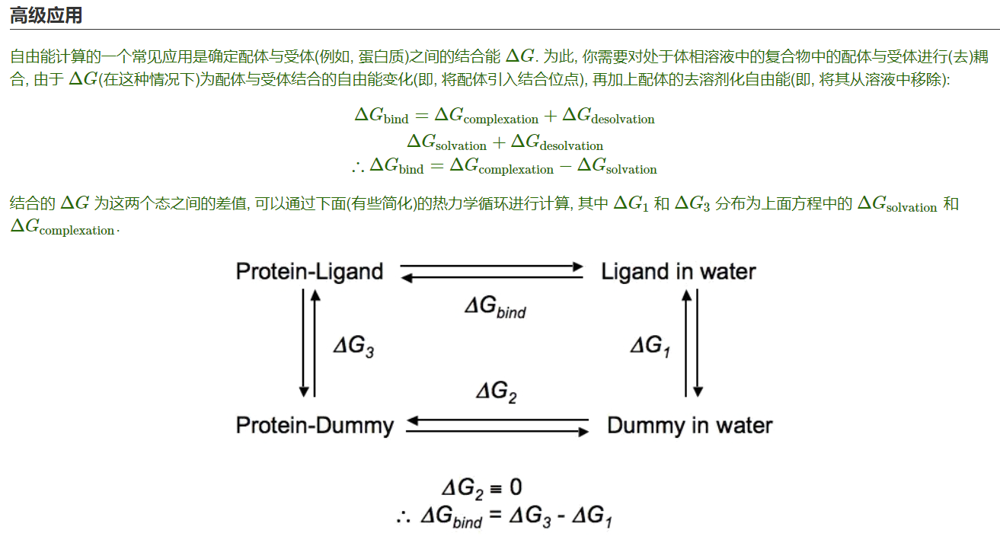 高级应用
自由能计算的一个常见应用是确定配体与受体(例如, 蛋白质)之间的结合能 ΔG. 为此, 你需要对处于体相溶液中的复合物中的配体与受体进行(去)耦
合, 由于 ΔG(在这种情况下)为配体与受体结合的自由能变化(即, 将配体引入结合位点), 再加上配体的去溶剂化自由能(即, 将其从溶液中移除):
ΔG_bind = ΔG_complexation + ΔG_desolvation
ΔG_solvation + ΔG_desolvation
∴ ΔG_bind = ΔG_complexation − ΔG_solvation
结合的 ΔG 为这两个态之间的差值, 可以通过下面(有些简化)的热力学循环进行计算, 其中 ΔG_1 和 ΔG_3 分布为上面方程中的 ΔG_solvation 和
ΔG_complexation.
Protein-Ligand
Ligand in water
ΔG_bind
ΔG_3
ΔG_1
ΔG_2
Protein-Dummy
Dummy in water
ΔG_2 ≡ 0
∴ ΔG_bind = ΔG_3 - ΔG_1